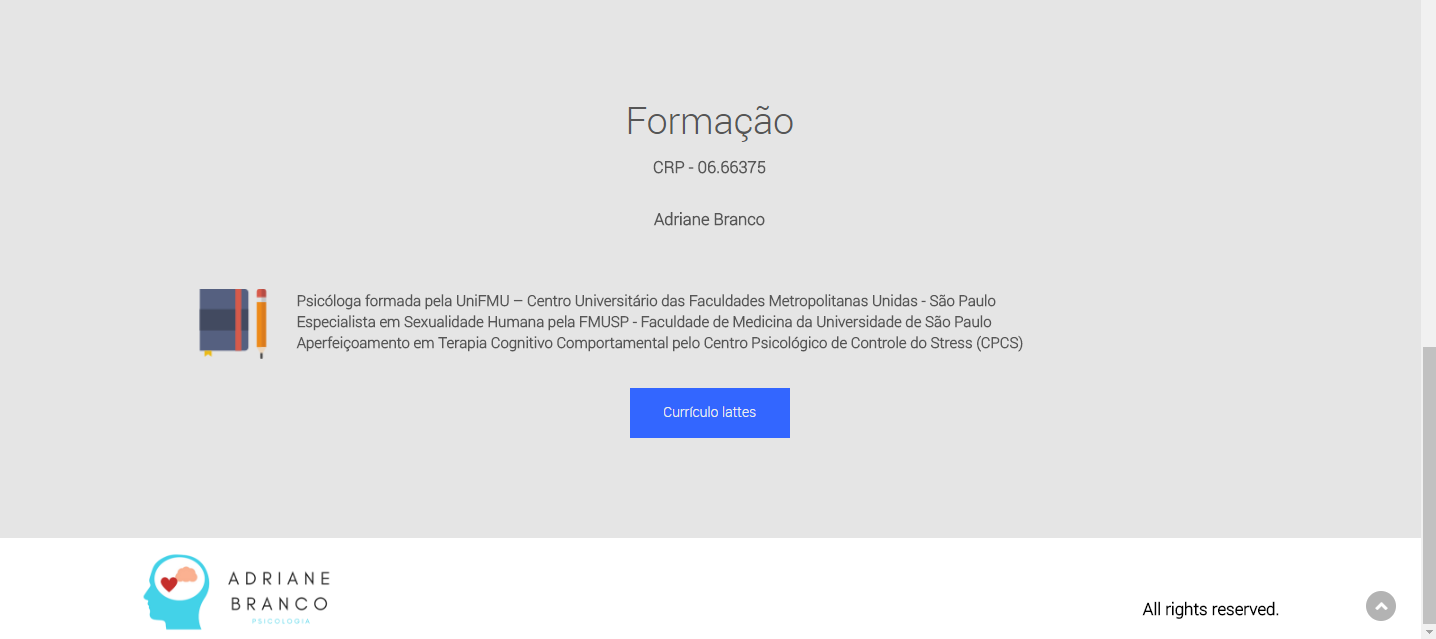 Formação
CRP - 06.66375
Adriane Branco
Psicóloga formada pela UniFMU – Centro Universitário das Faculdades Metropolitanas Unidas - São Paulo
Especialista em Sexualidade Humana pela FMUSP - Faculdade de Medicina da Universidade de São Paulo
Aperfeiçoamento em Terapia Cognitivo Comportamental pelo Centro Psicológico de Controle do Stress (CPCS)
Currículo lattes
ADRIANE
BRANCO
PSICOLOGIA
All rights reserved.